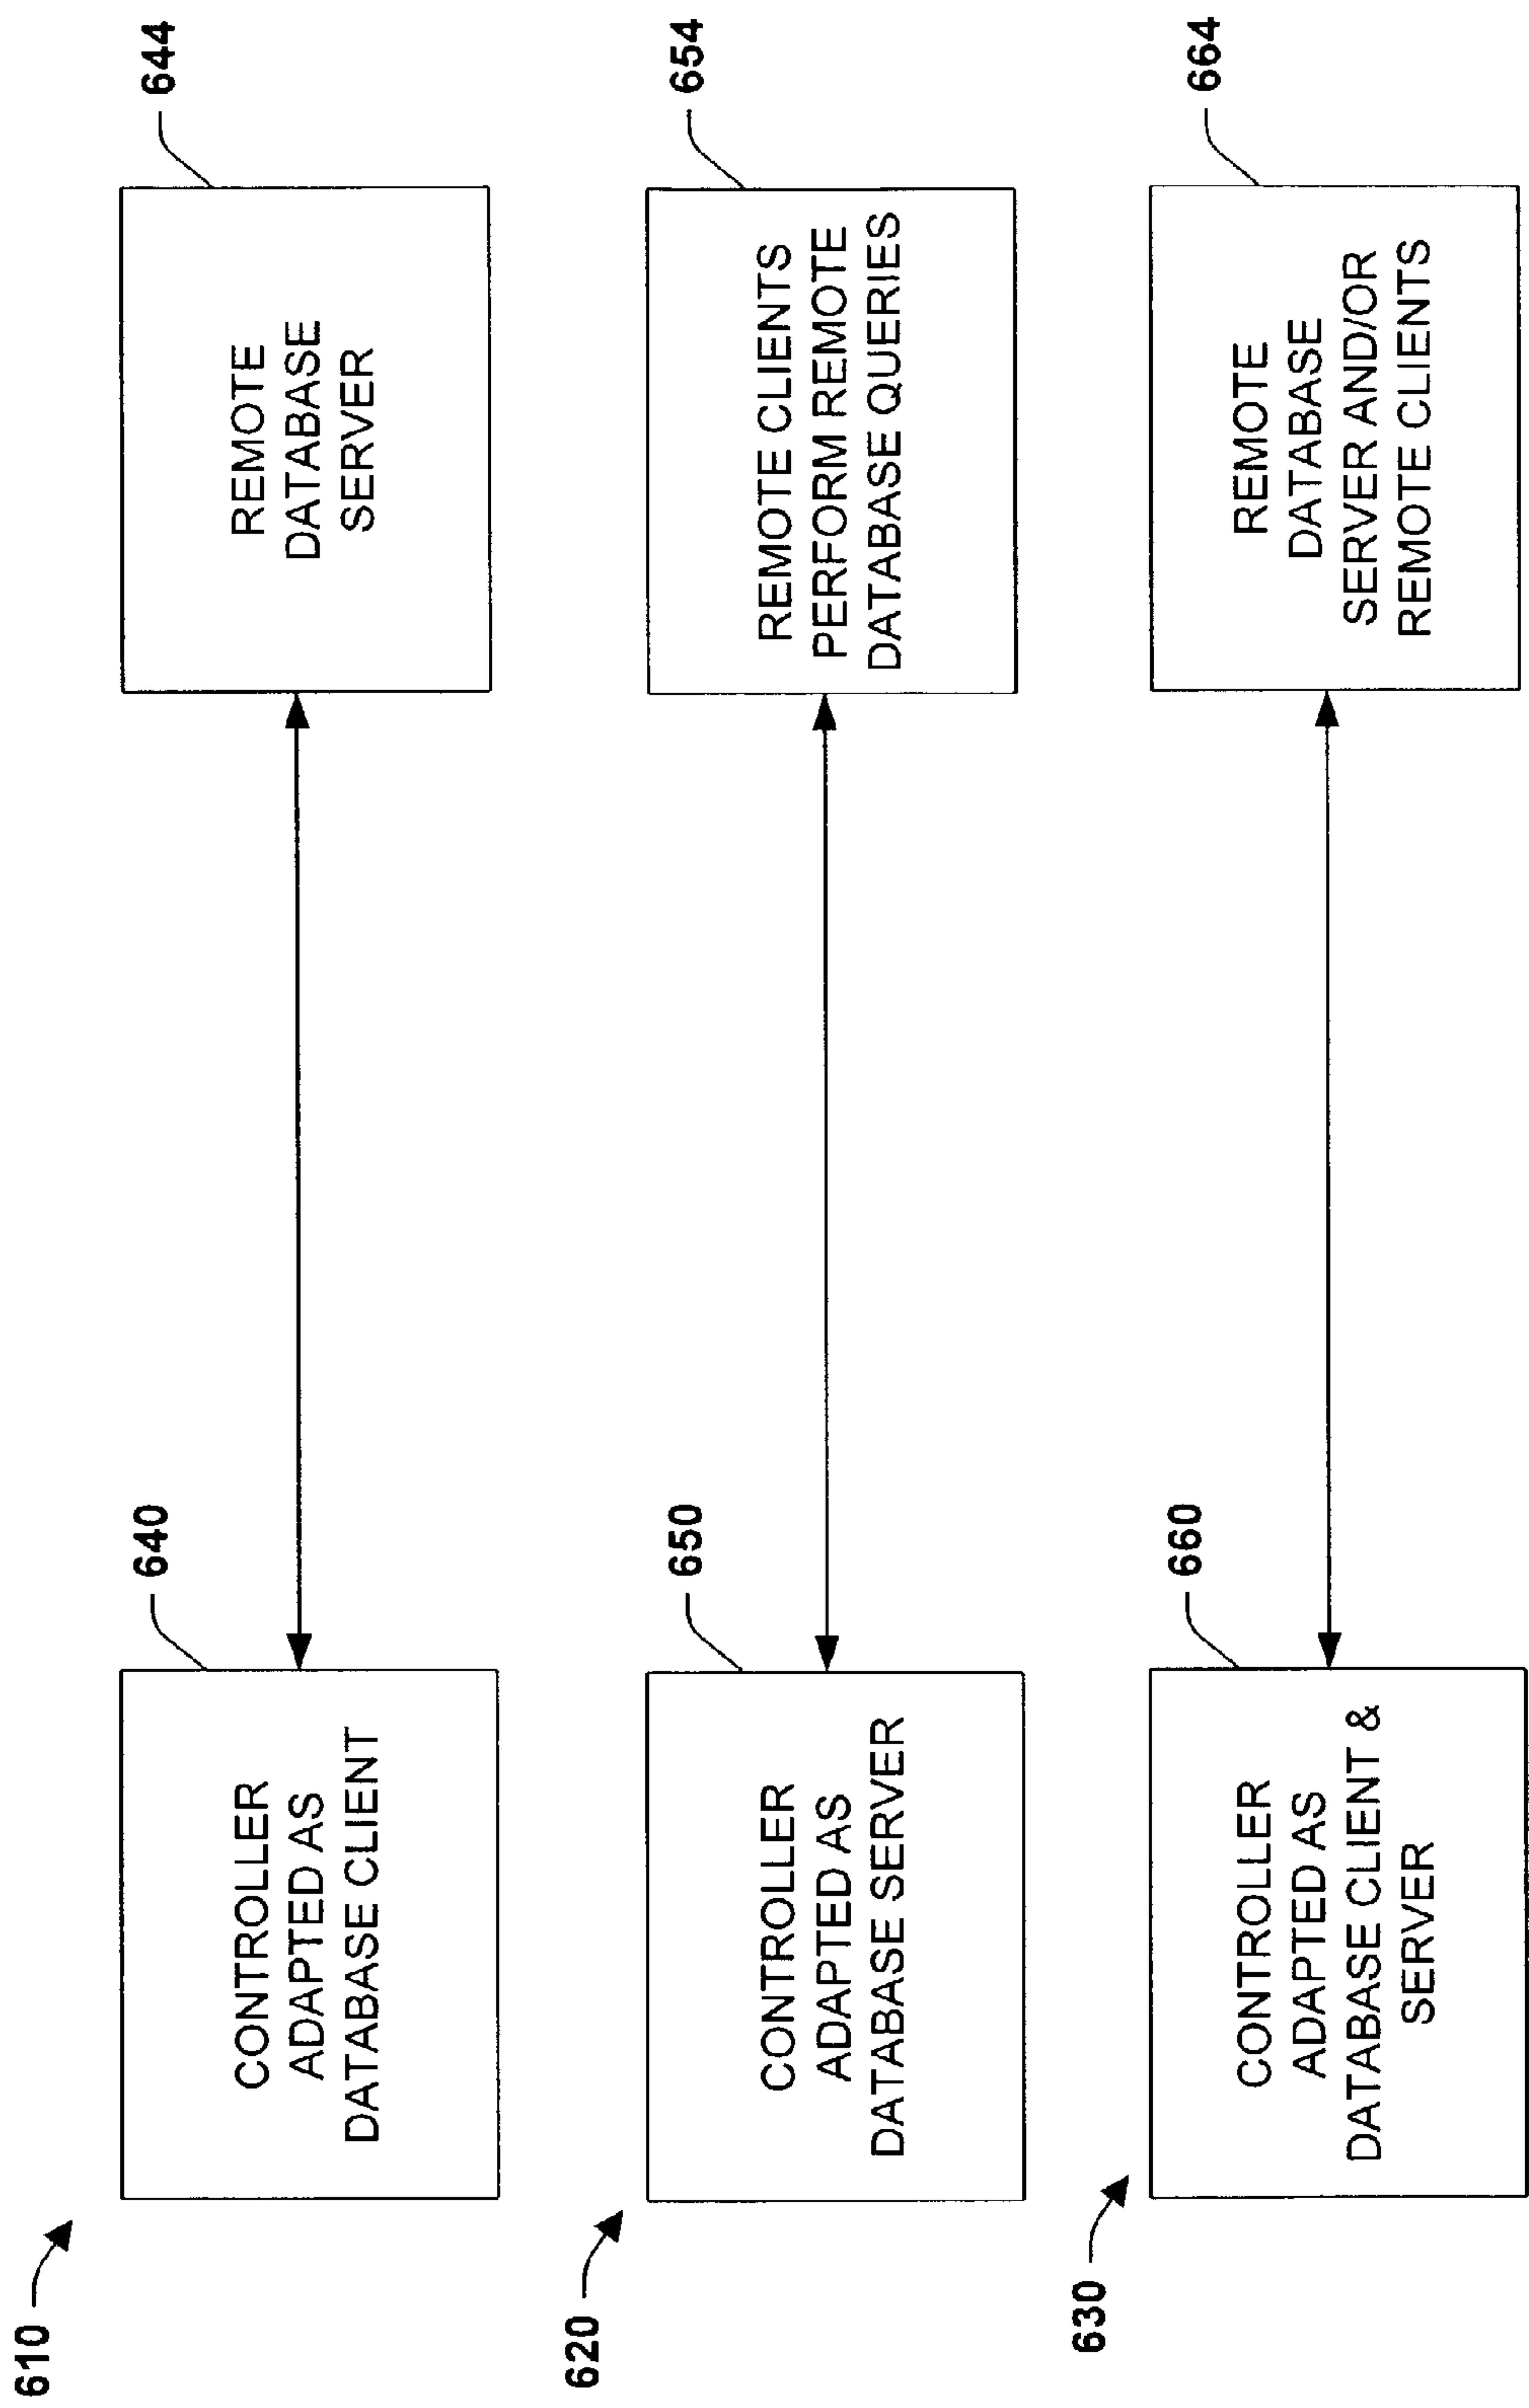 610
640
CONTROLLER
ADAPTED AS
DATABASE CLIENT
644
REMOTE
DATABASE
SERVER
620
650
CONTROLLER
ADAPTED AS
DATABASE SERVER
654
REMOTE CLIENTS
PERFORM REMOTE
DATABASE QUERIES
630
660
CONTROLLER
ADAPTED AS
DATABASE CLIENT &
SERVER
664
REMOTE
DATABASE
SERVER AND/OR
REMOTE CLIENTS